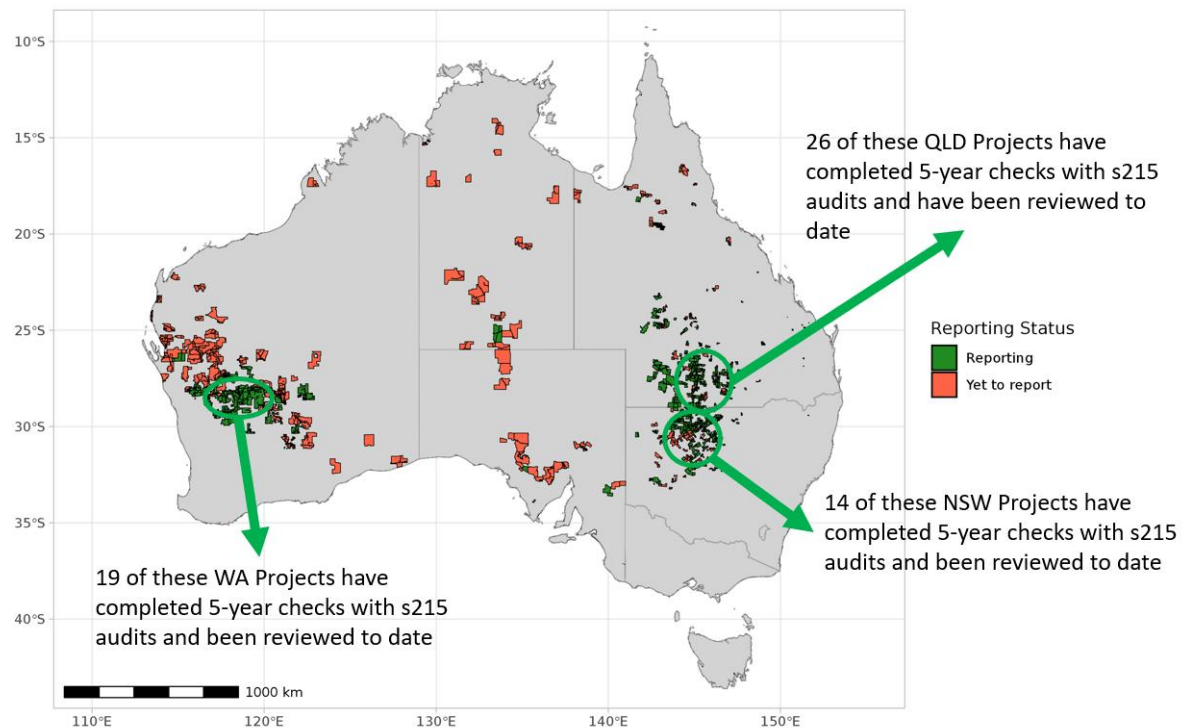 10°S
15°S
20°S
25°S
30°S
35°S
40°S
26 of these QLD Projects have
completed 5-year checks with s215
audits and have been reviewed to
date
Reporting Status
Reporting
Yet to report
14 of these NSW Projects have
completed 5-year checks with s215
audits and been reviewed to date
19 of these WA Projects have
completed 5-year checks with s215
audits and been reviewed to date
1000 km
110°E
120°E
130°E
140°E
150°E